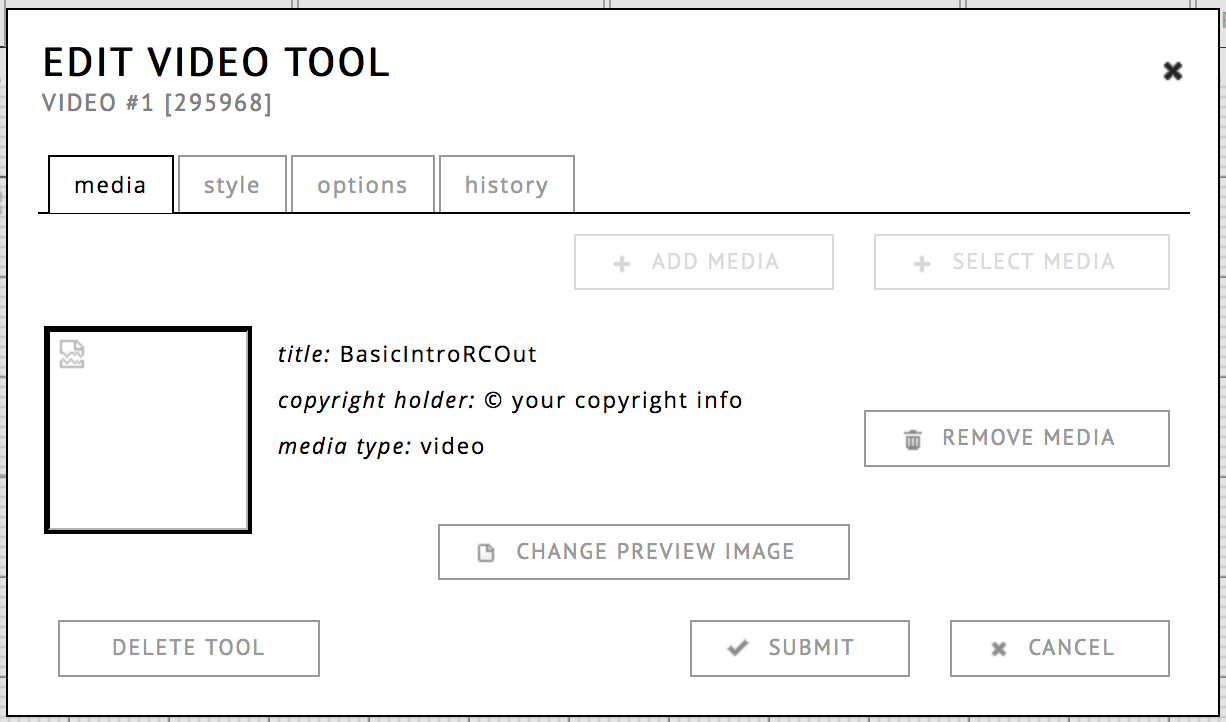 EDIT VIDEO TOOL
VIDEO #1 [295968]
media style options history
ADD MEDIA SELECT MEDIA
title: BasicIntroRCOut
copyright holder: © your copyright info
media type: video
REMOVE MEDIA
CHANGE PREVIEW IMAGE
DELETE TOOL SUBMIT CANCEL